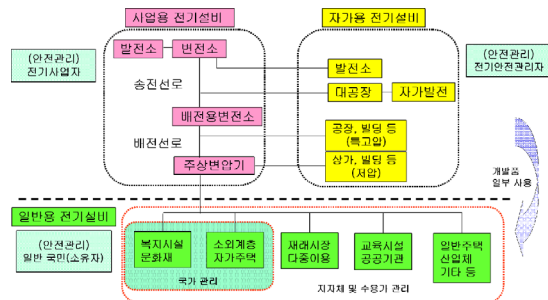 사업용 전기설비
자가용 전기설비
(안전관리)
전기사업자
발전소
변전소
송전선로
배전용변전소
배전선로
주상변압기
발전소
대공장
자가발전
공장, 빌딩 등
(특고압)
상가, 빌딩 등
(저압)
(안전관리)
전기안전관리자
개발품
일부 사용
일반용 전기설비
(안전관리)
일반 국민(소유자)
복지시설
문화재
소외계층
자가주택
재래시장
다중이용
교육시설
공공기관
일반주택
산업체
기타 등
국가 관리
지자체 및 수용가 관리